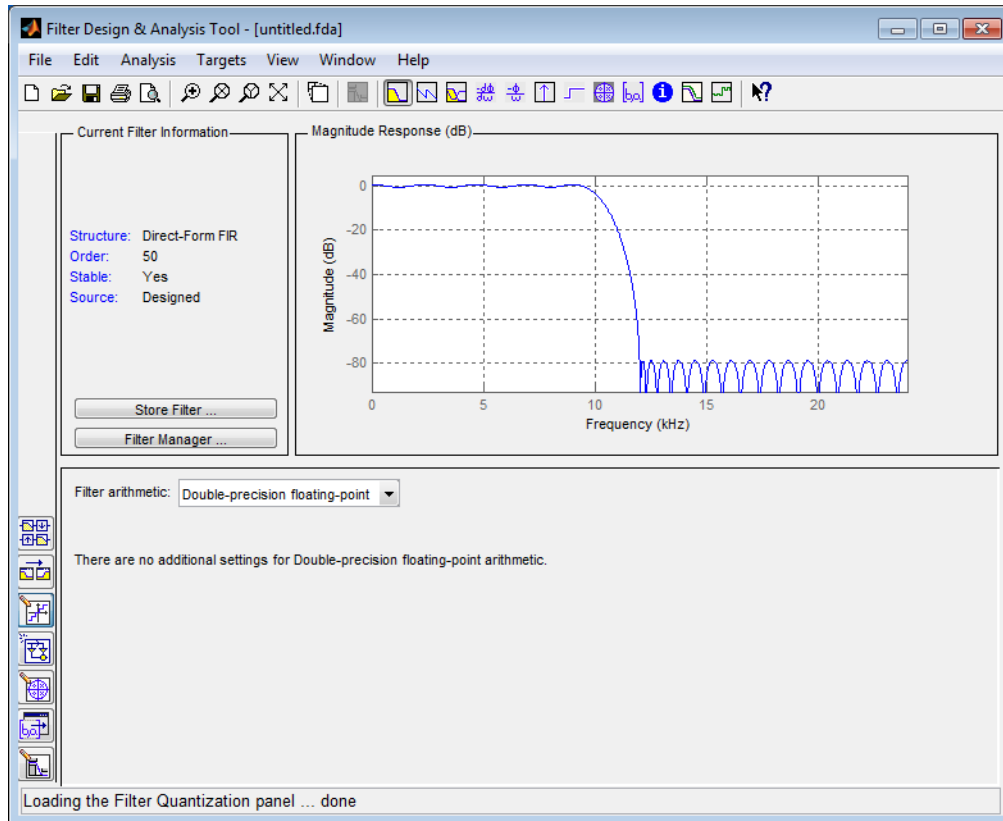 Filter Design & Analysis Tool - [untitled.fda]
File Edit Analysis Targets View Window Help
Current Filter Information
Structure: Direct-Form FIR
Order: 50
Stable: Yes
Source: Designed
Store Filter ...
Filter Manager ...
Magnitude Response (dB)
Magnitude (dB)
0
-20
-40
-60
-80
0 5 10 15 20
Frequency (kHz)
Filter arithmetic: Double-precision floating-point
There are no additional settings for Double-precision floating-point arithmetic.
Loading the Filter Quantization panel ... done